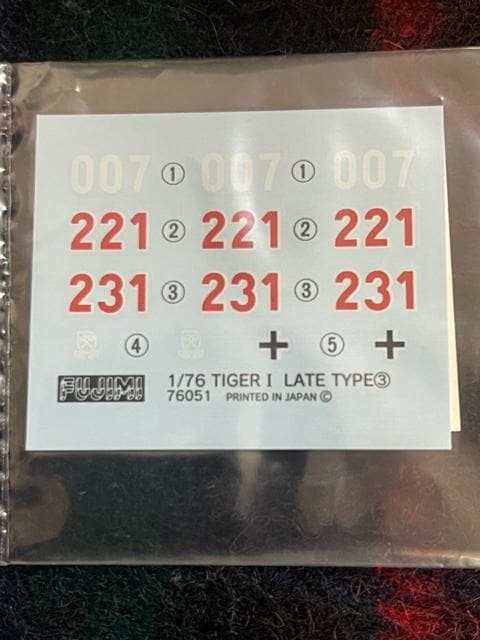 007 ① 007 ① 007
221 ② 221 ② 221
231 ③ 231 ③ 231
④ ⑤
FUJIMI 1/76 TIGER I LATE TYPE③
76051 PRINTED IN JAPAN ©